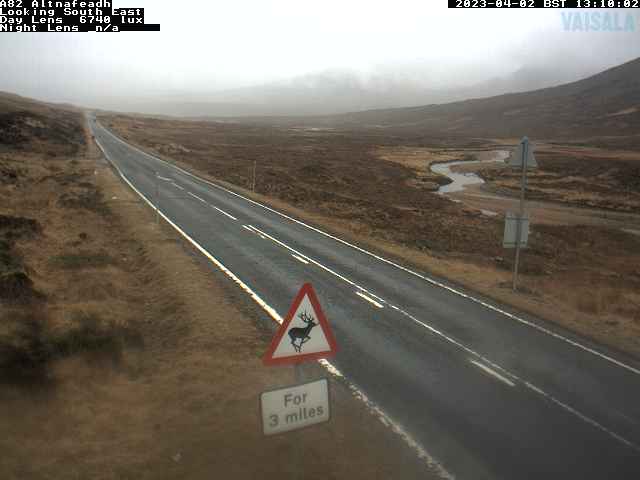 A82 Altnafeadh
Looking South East
Day Lens 6740 lux
Night Lens n/a
2023-04-02 BST 13:10:02
VAISALA
For
3 miles